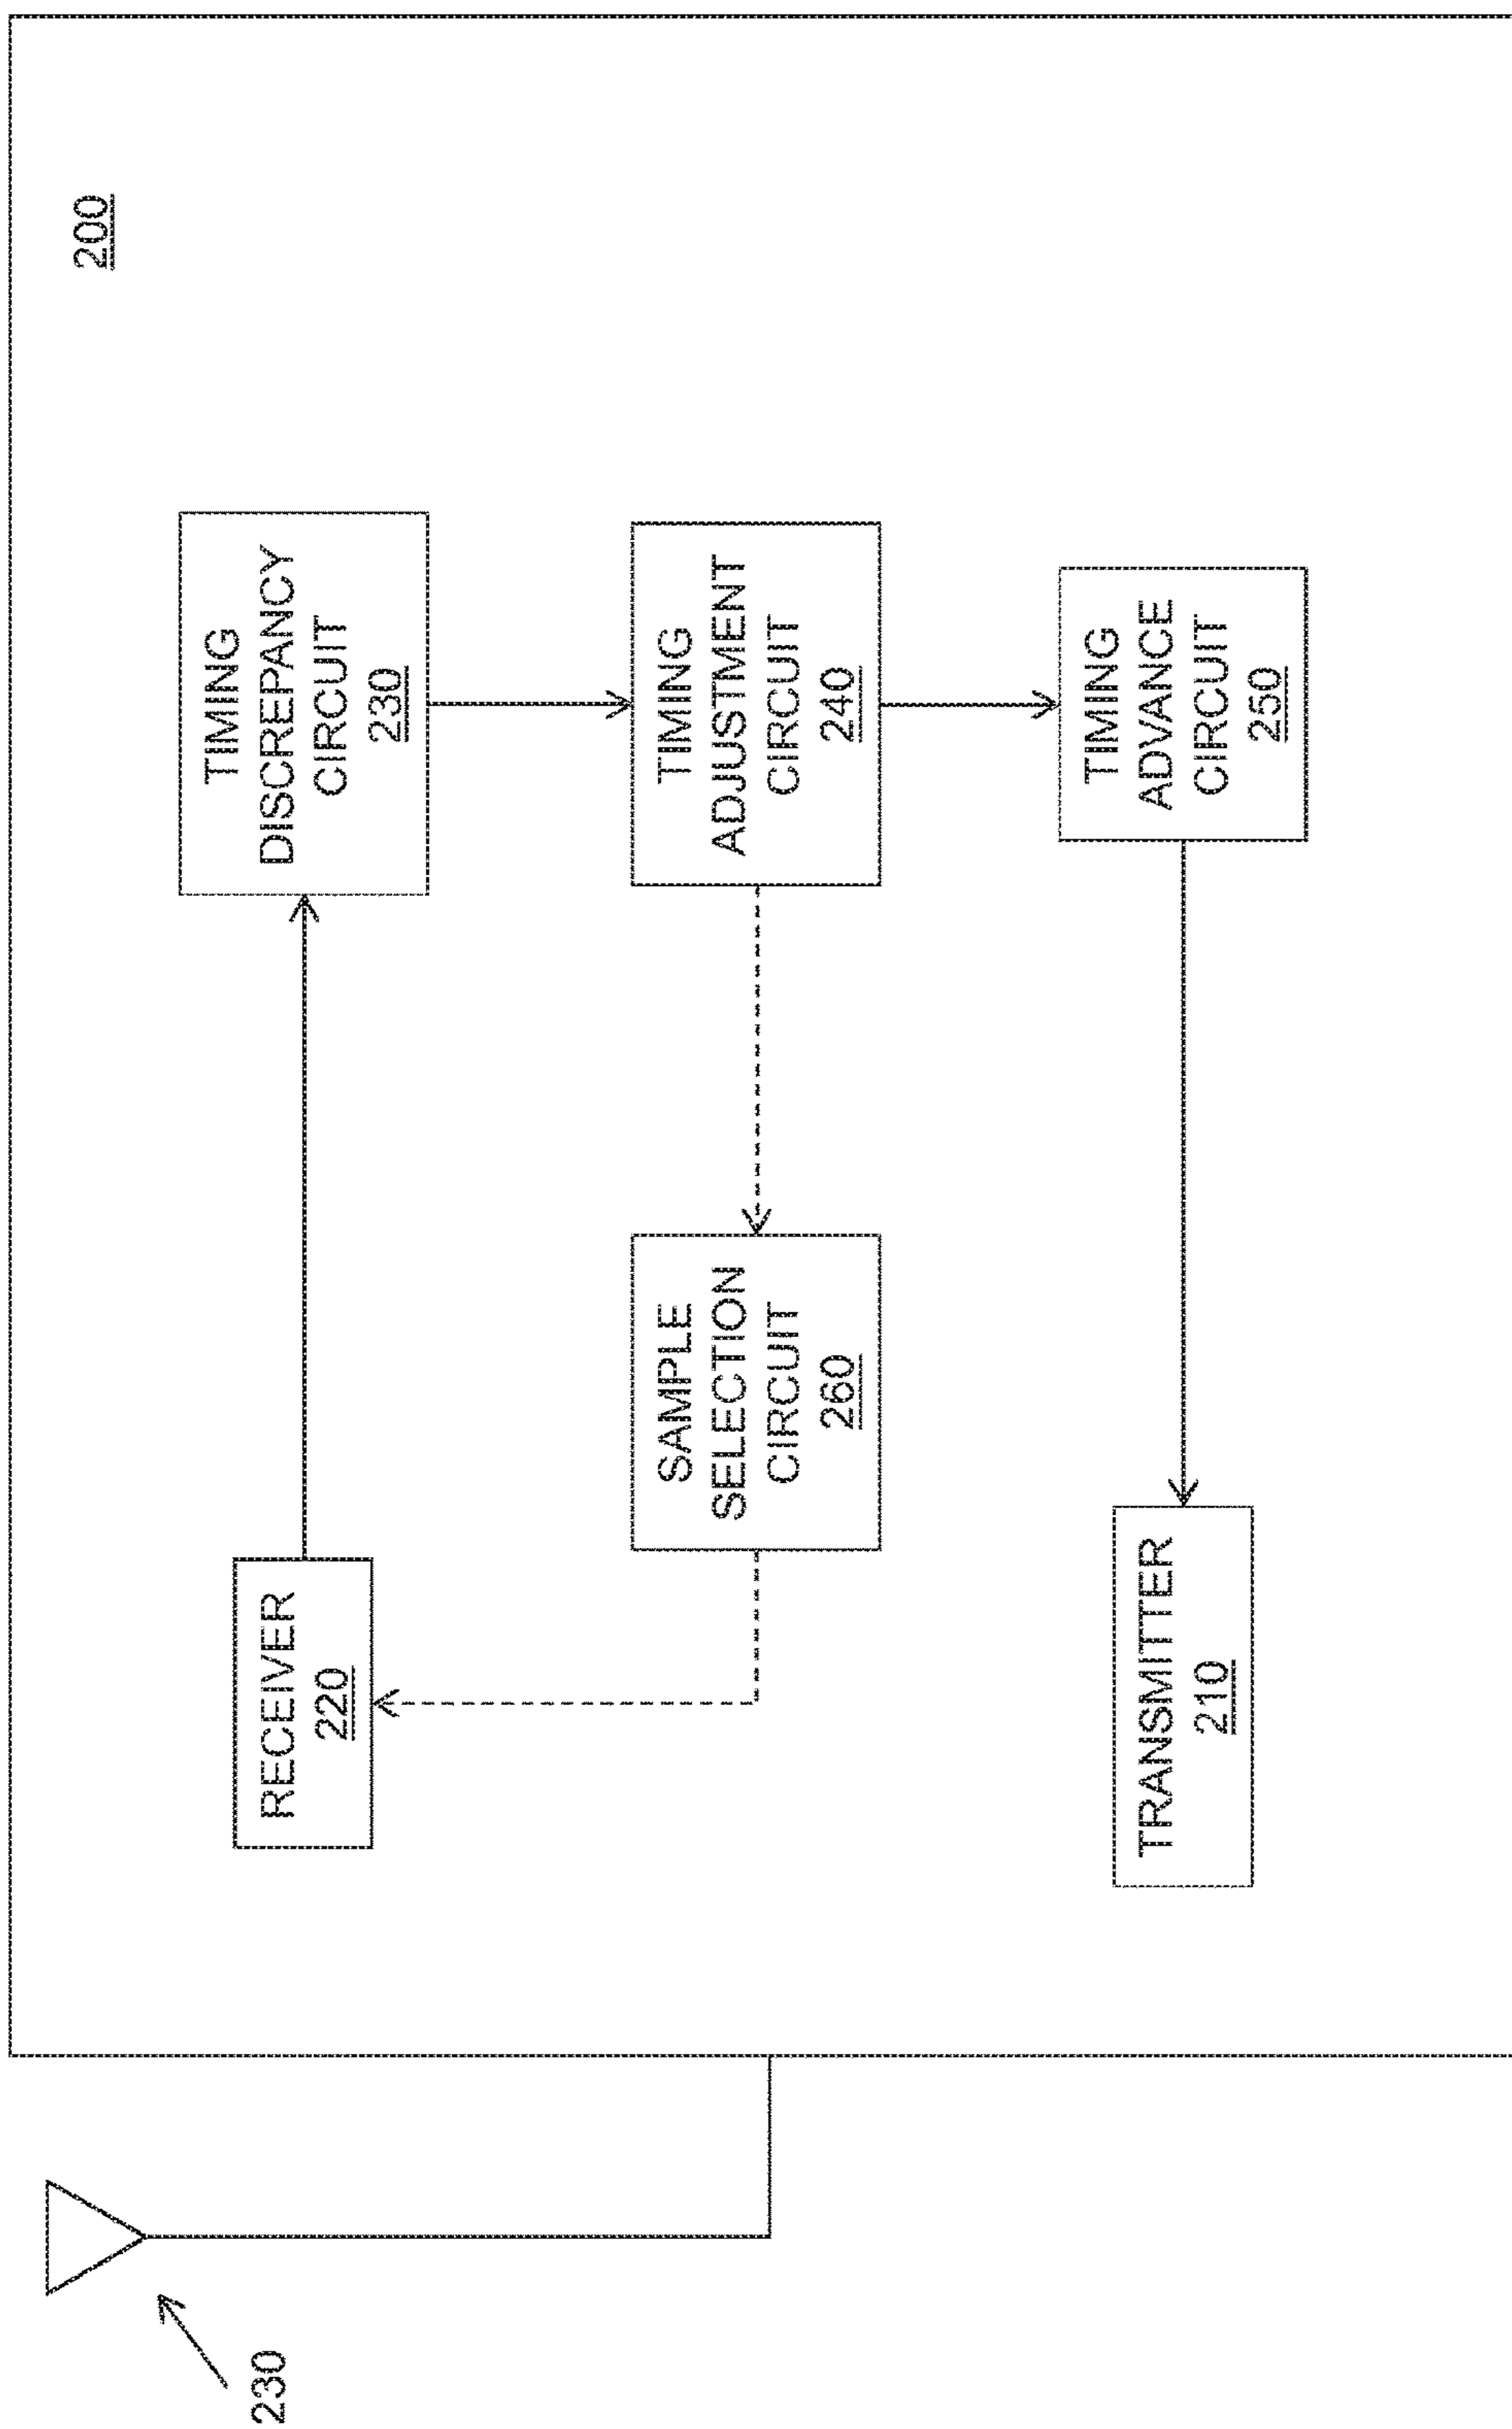 200
TIMING
DISCREPANCY
CIRCUIT
230
TIMING
ADJUSTMENT
CIRCUIT
240
TIMING
ADVANCE
CIRCUIT
250
SAMPLE
SELECTION
CIRCUIT
260
RECEIVER
220
TRANSMITTER
210
230